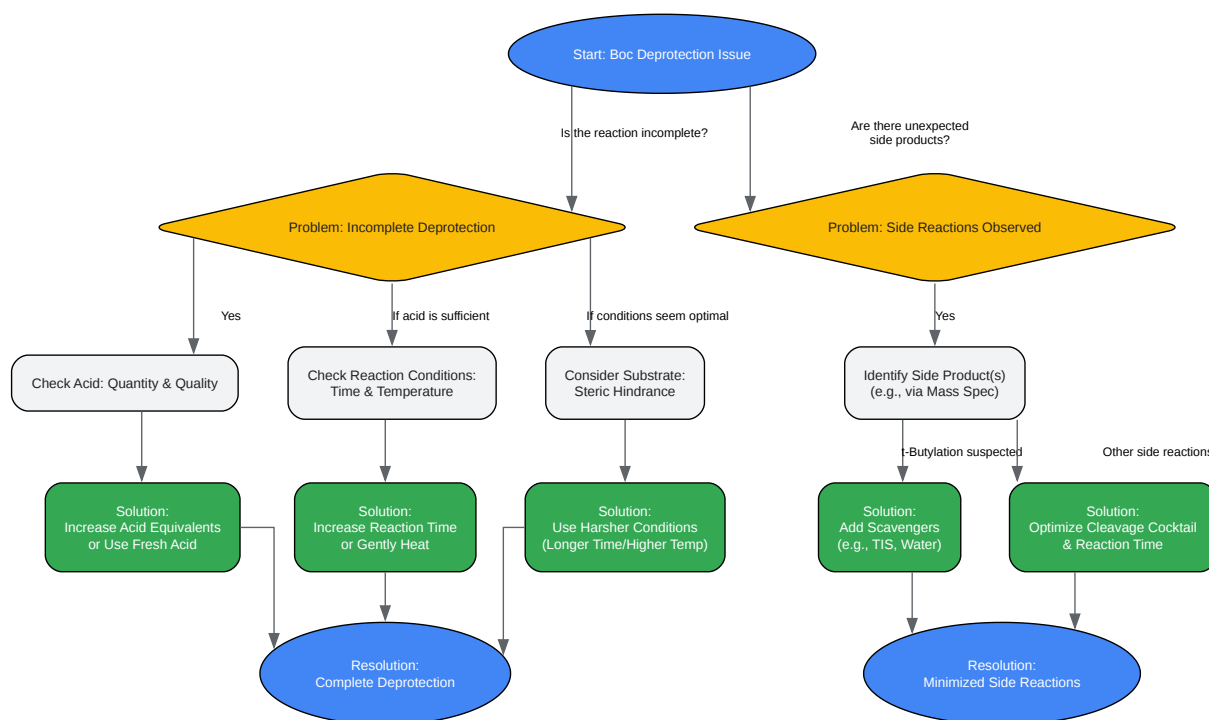 Start: Boc Deprotection Issue
Is the reaction incomplete?
Are there unexpected
side products?
Problem: Incomplete Deprotection
Problem: Side Reactions Observed
Yes
If acid is sufficient
If conditions seem optimal
Yes
Check Acid: Quantity & Quality
Check Reaction Conditions:
Time & Temperature
Consider Substrate:
Steric Hindrance
Identify Side Product(s)
(e.g., via Mass Spec)
t-Butylation suspected
Other side reactions
Solution:
Increase Acid Equivalents
or Use Fresh Acid
Solution:
Increase Reaction Time
or Gently Heat
Solution:
Use Harsher Conditions
(Longer Time/Higher Temp)
Solution:
Add Scavengers
(e.g., TIS, Water)
Solution:
Optimize Cleavage Cocktail
& Reaction Time
Resolution:
Complete Deprotection
Resolution:
Minimized Side Reactions